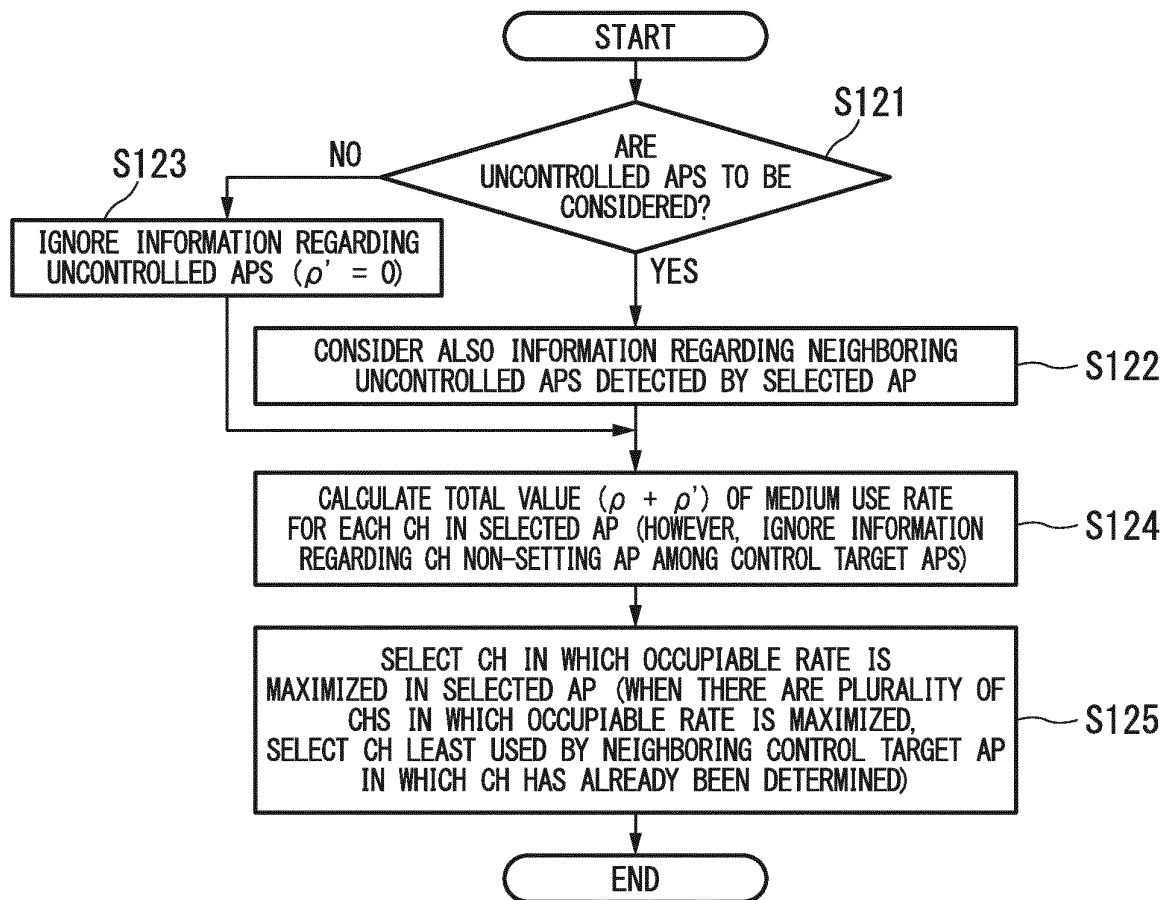 START
S121
ARE
UNCONTROLLED APS TO BE
CONSIDERED?
NO
S123
IGNORE INFORMATION REGARDING
UNCONTROLLED APS (ρ' = 0)
YES
CONSIDER ALSO INFORMATION REGARDING NEIGHBORING
UNCONTROLLED APS DETECTED BY SELECTED AP
S122
CALCULATE TOTAL VALUE (ρ + ρ') OF MEDIUM USE RATE
FOR EACH CH IN SELECTED AP (HOWEVER, IGNORE INFORMATION
REGARDING CH NON-SETTING AP AMONG CONTROL TARGET APS)
S124
SELECT CH IN WHICH OCCUPIABLE RATE IS
MAXIMIZED IN SELECTED AP (WHEN THERE ARE PLURALITY OF
CHS IN WHICH OCCUPIABLE RATE IS MAXIMIZED,
SELECT CH LEAST USED BY NEIGHBORING CONTROL TARGET AP
IN WHICH CH HAS ALREADY BEEN DETERMINED)
S125
END